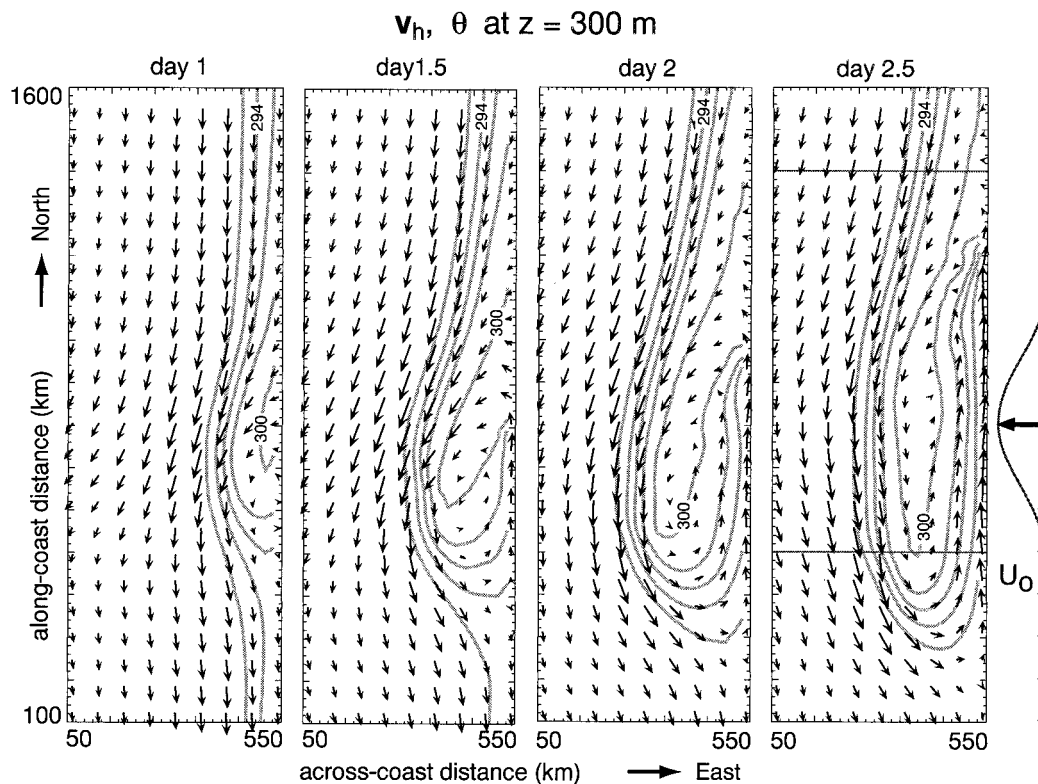 v_h, θ at z = 300 m
day 1
day1.5
day 2
day 2.5
1600
100
along-coast distance (km)
North
294
300
294
300
294
300
294
300
U_o
50
550
50
550
50
550
50
550
across-coast distance (km)
East